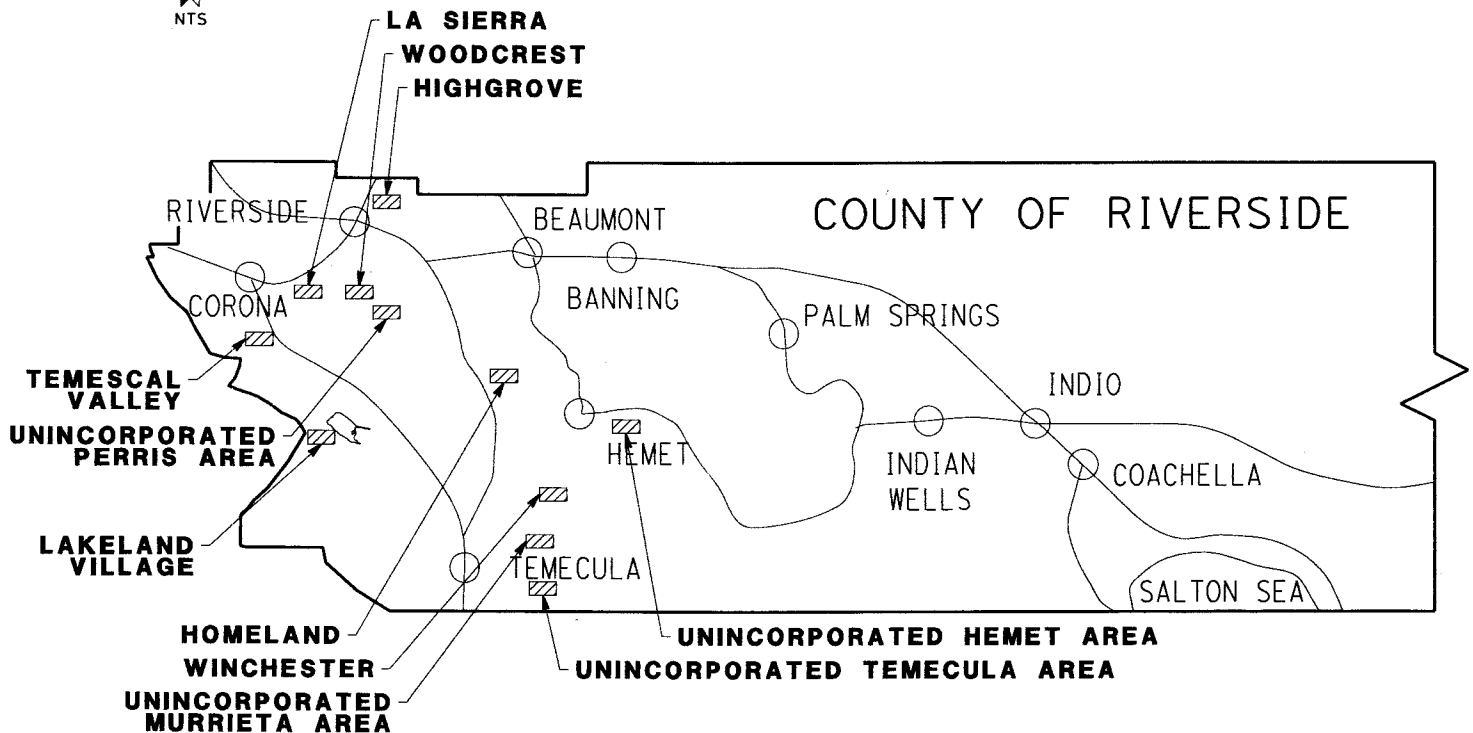 NTS
LA SIERRA
WOODCREST
HIGHGROVE
COUNTY OF RIVERSIDE
RIVERSIDE
BEAUMONT
BANNING
CORONA
PALM SPRINGS
TEMESCAL
VALLEY
INDIO
UNINCORPORATED
PERRIS AREA
HEMET
INDIAN
WELLS
COACHELLA
LAKELAND
VILLAGE
TEMECULA
SALTON SEA
HOMELAND
WINCHESTER
UNINCORPORATED
MURRIETA AREA
UNINCORPORATED HEMET AREA
UNINCORPORATED TEMECULA AREA